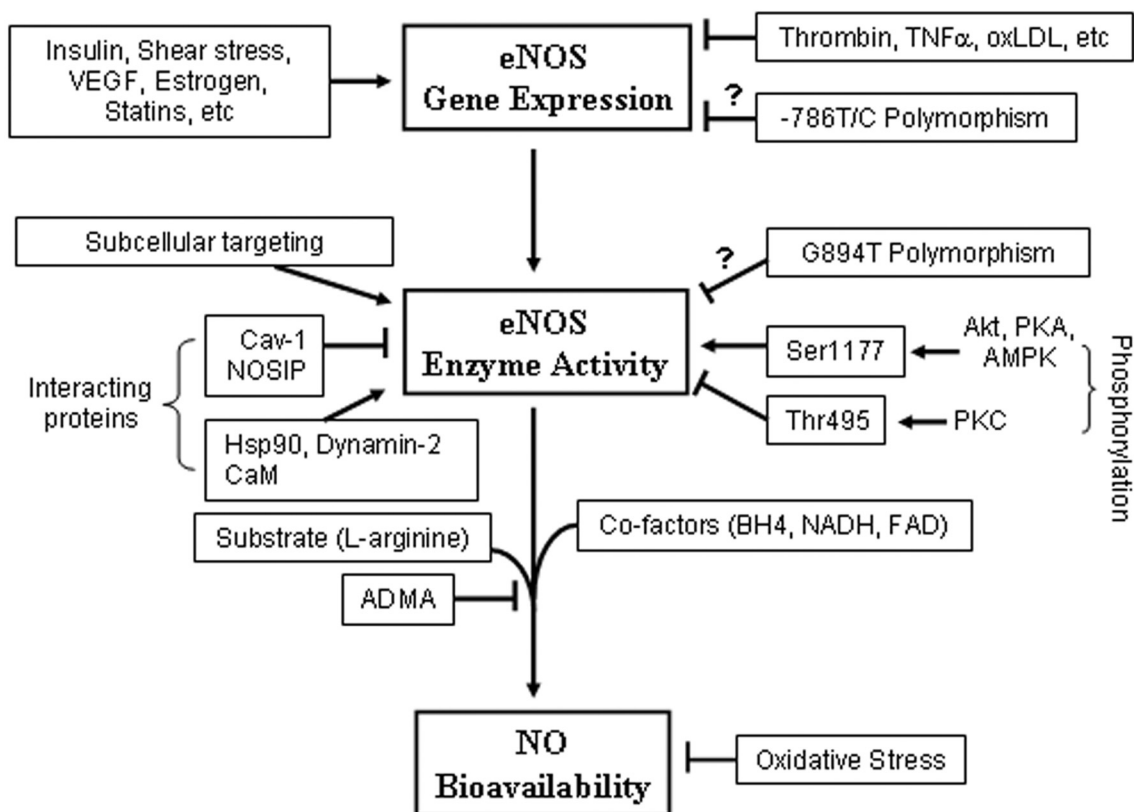 Insulin, Shear stress,
VEGF, Estrogen,
Statins, etc
eNOS
Gene Expression
Thrombin, TNFα, oxLDL, etc
?
-786T/C Polymorphism
Subcellular targeting
?
G894T Polymorphism
eNOS
Enzyme Activity
Cav-1
NOSIP
Interacting
proteins
Hsp90, Dynamin-2
CaM
Ser1177
Akt, PKA,
AMPK
Thr495
PKC
Phosphorylation
Substrate (L-arginine)
Co-factors (BH4, NADH, FAD)
ADMA
NO
Bioavailability
Oxidative Stress